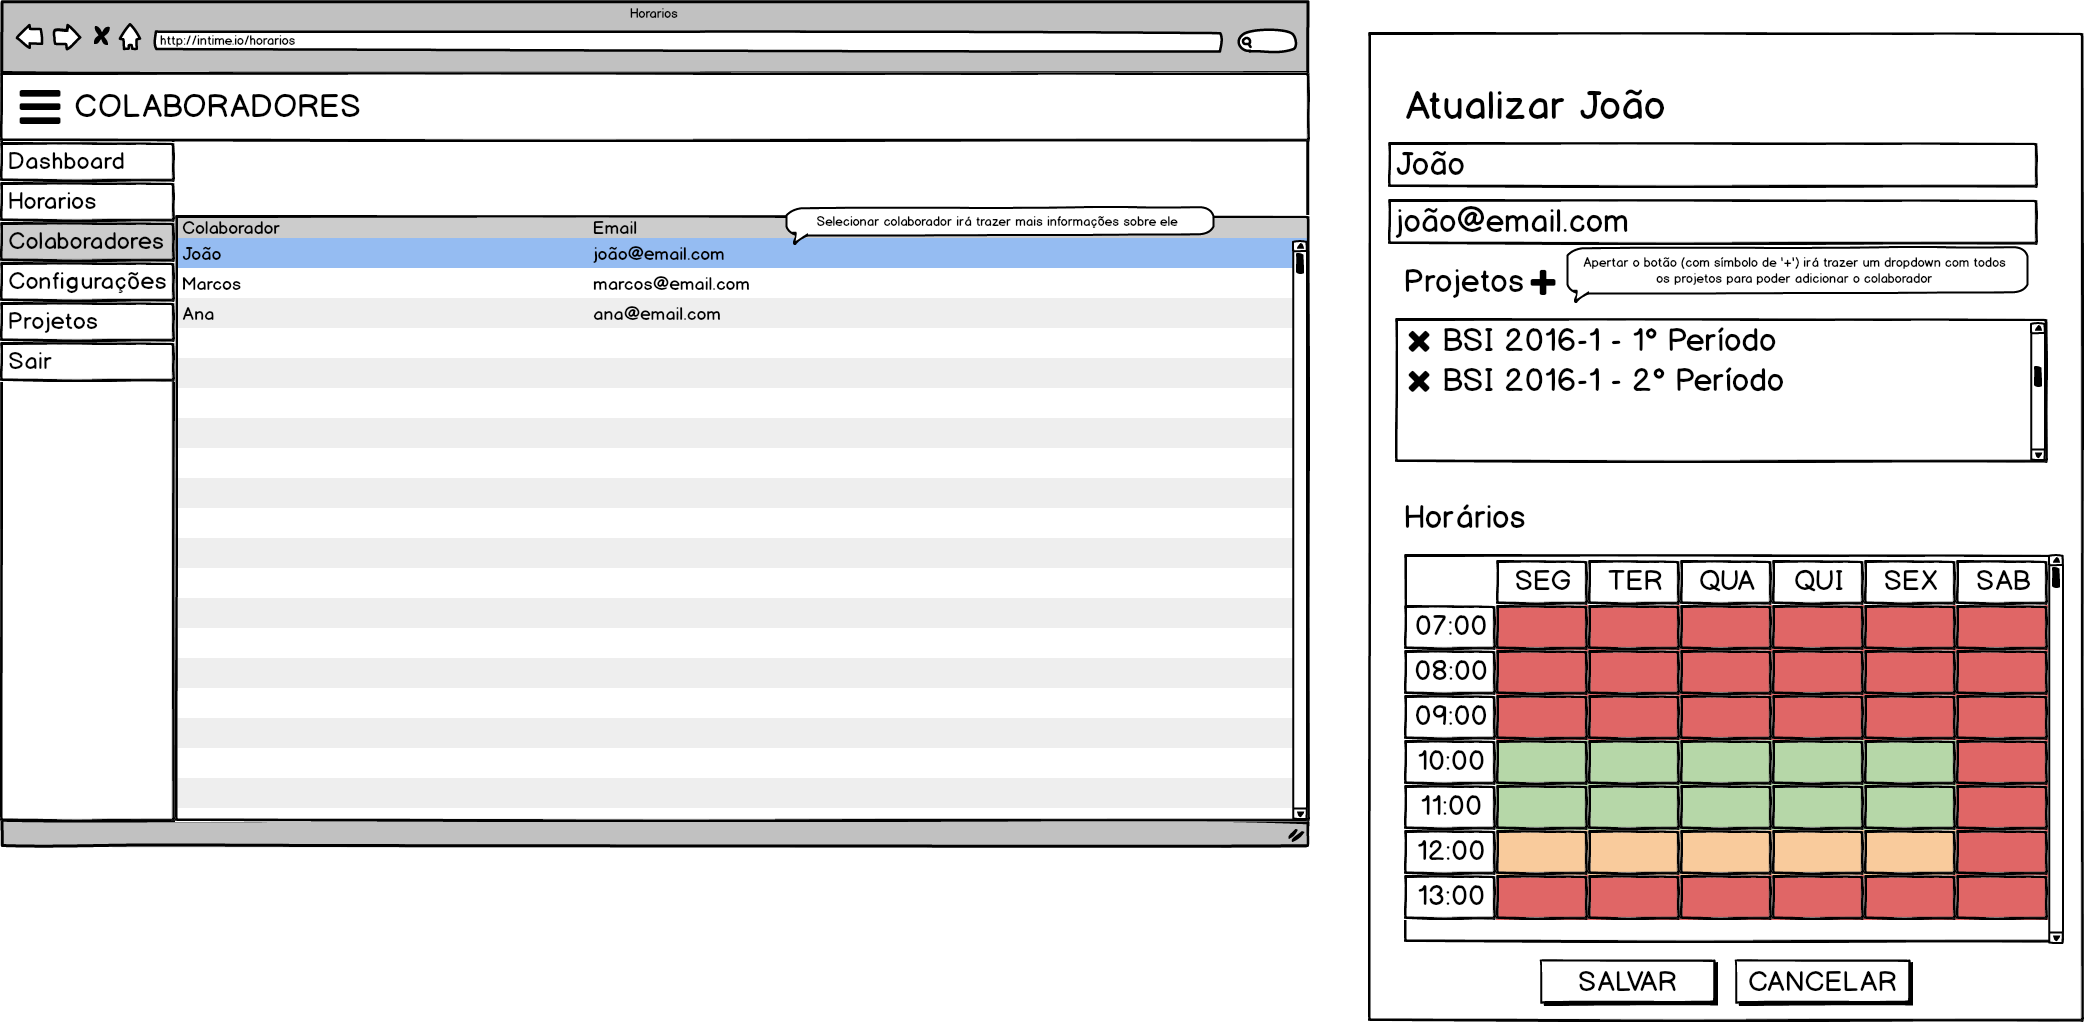 Horarios
http://intime.io/horarios
COLABORADORES
Dashboard
Horarios
Colaboradores
Configurações
Projetos
Sair
Colaborador Email
Selecionar colaborador irá trazer mais informações sobre ele
João joão@email.com
Marcos marcos@email.com
Ana ana@email.com
Atualizar João
João
joão@email.com
Projetos
Apertar o botão (com símbolo de '+') irá trazer um dropdown com todos
os projetos para poder adicionar o colaborador
BSI 2016-1 - 1° Período
BSI 2016-1 - 2° Período
Horários
SEG TER QUA QUI SEX SAB
07:00
08:00
09:00
10:00
11:00
12:00
13:00
SALVAR CANCELAR